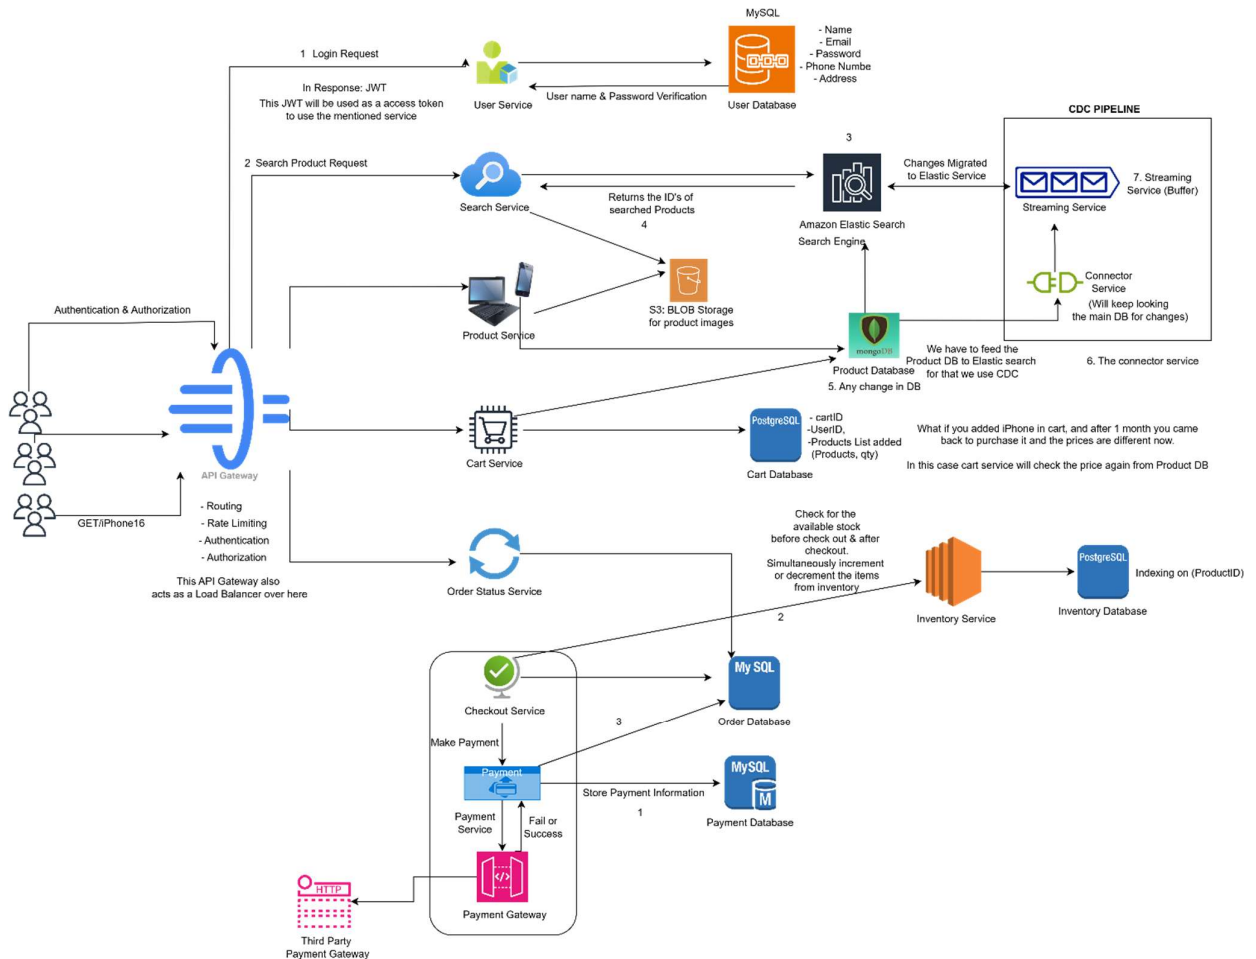 MySQL
- Name
- Email
- Password
- Phone Numbe
- Address
User Database
1 Login Request
In Response: JWT
This JWT will be used as a access token
to use the mentioned service
User Service
User name & Password Verification
CDC PIPELINE
2 Search Product Request
Search Service
3
Returns the ID's of
searched Products
4
Amazon Elastic Search
Search Engine
Changes Migrated
to Elastic Service
Streaming Service
7. Streaming
Service (Buffer)
Connector
Service
(Will keep looking
the main DB for changes)
6. The connector service
S3: BLOB Storage
for product images
Product Service
mongoDB
Product Database
5. Any change in DB
We have to feed the
Product DB to Elastic search
for that we use CDC
Authentication & Authorization
API Gateway
GET/iPhone16
- Routing
- Rate Limiting
- Authentication
- Authorization
This API Gateway also
acts as a Load Balancer over here
Cart Service
PostgreSQL
Cart Database
- cartID
-UserID,
-Products List added
(Products, qty)
What if you added iPhone in cart, and after 1 month you came
back to purchase it and the prices are different now.
In this case cart service will check the price again from Product DB
Order Status Service
Check for the
available stock
before check out & after
checkout.
Simultaneously increment
or decrement the items
from inventory
2
Inventory Service
PostgreSQL
Inventory Database
Indexing on (ProductID)
Checkout Service
My SQL
Order Database
3
Make Payment
Payment
Store Payment Information
1
MySQL
M
Payment Database
Payment
Service
Fail or
Success
Payment Gateway
HTTP
Third Party
Payment Gateway